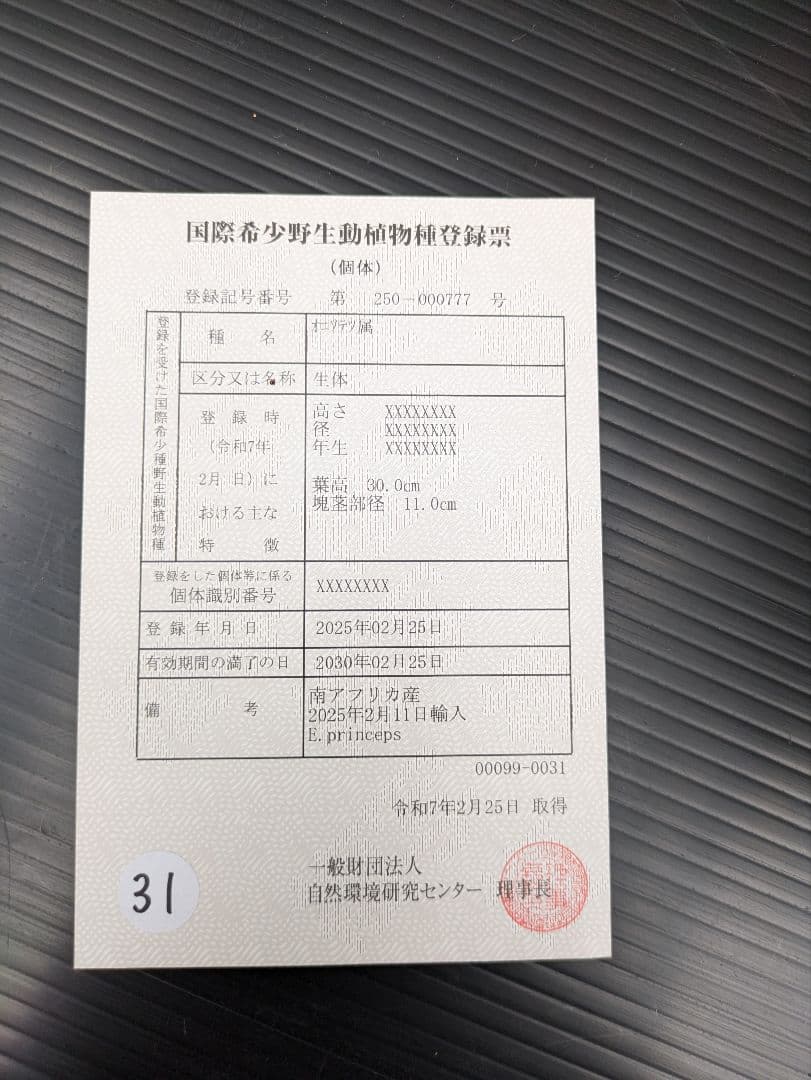 国際希少野生動植物種登録票
(個体)
登録記号番号 第 250-000777 号
登録を受けた国際希少種野生動植物種
種名 ｵﾆｿﾃﾂ属
区分又は名称 生体
登録時
(令和7年
2月 日)に
おける主な
特徴
高さ XXXXXXXX
径 XXXXXXXX
年生 XXXXXXXX
葉高 30.0cm
塊茎部径 11.0cm
登録をした個体等に係る
個体識別番号 XXXXXXXX
登録年月日 2025年02月25日
有効期間の満了の日 2030年02月25日
備考
南アフリカ産
2025年2月11日輸入
E.princeps
00099-0031
令和7年2月25日 取得
一般財団法人
自然環境研究センター 理事長
31